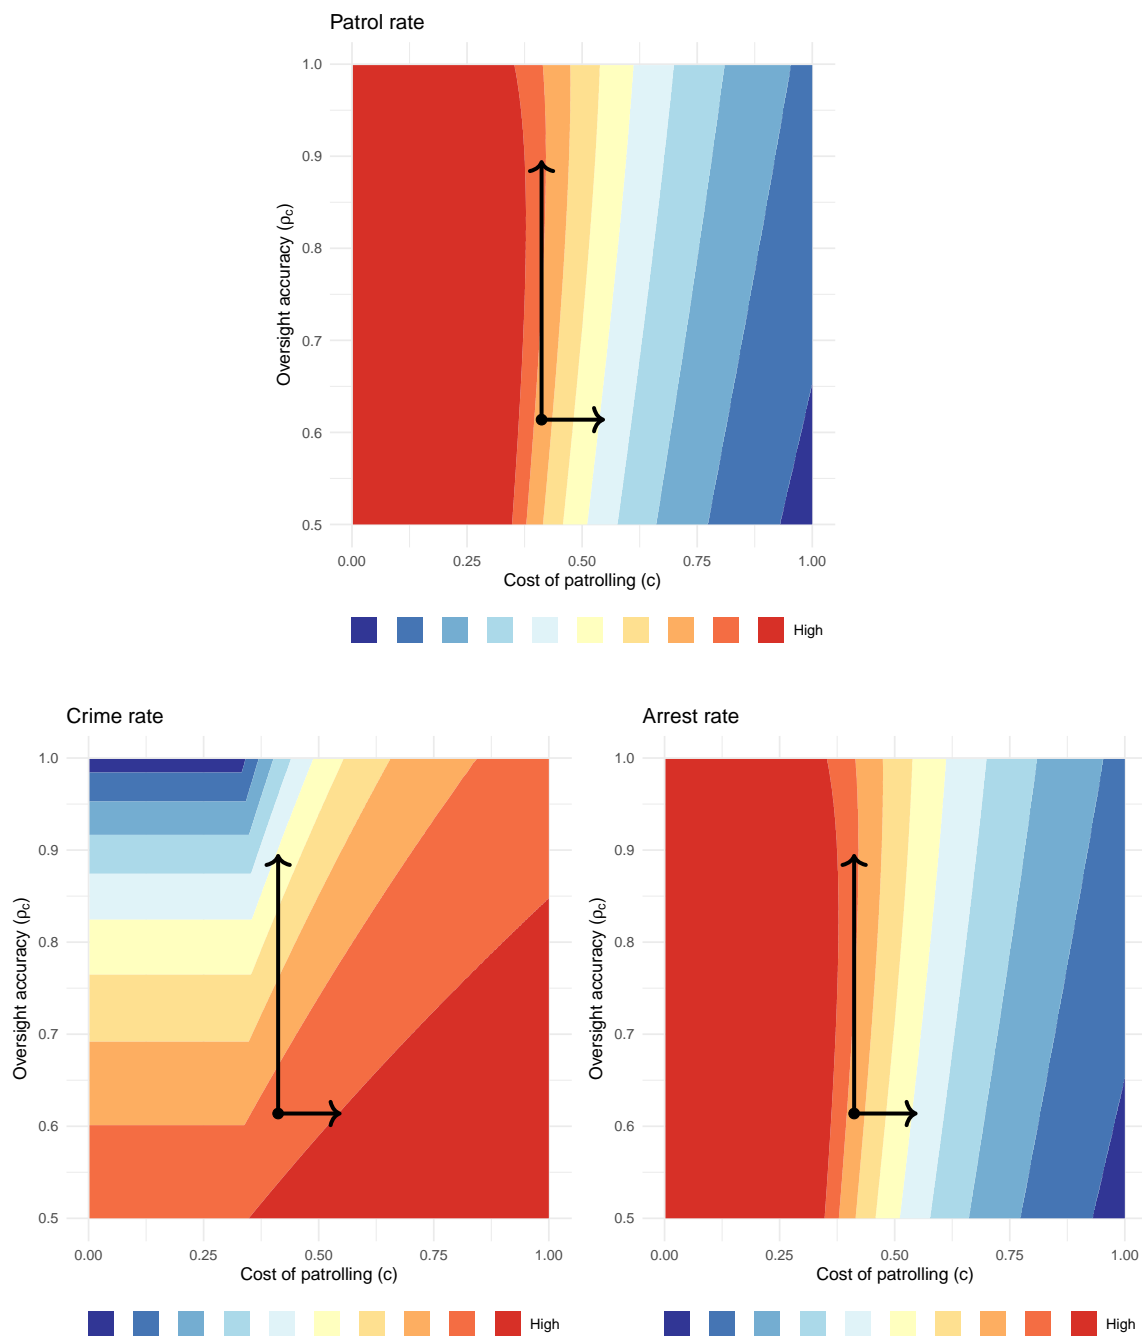 Patrol rate
1.0
0.9
0.8
0.7
0.6
0.5
Oversight accuracy (ρc)
0.00 0.25 0.50 0.75 1.00
Cost of patrolling (c)
High
Crime rate
1.0
0.9
0.8
0.7
0.6
0.5
Oversight accuracy (ρc)
0.00 0.25 0.50 0.75 1.00
Cost of patrolling (c)
High
Arrest rate
1.0
0.9
0.8
0.7
0.6
0.5
Oversight accuracy (ρc)
0.00 0.25 0.50 0.75 1.00
Cost of patrolling (c)
High